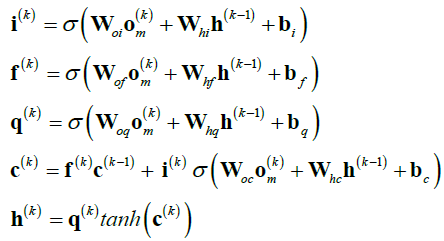 i^(k) = σ(W_oi o_m^(k) + W_hi h^(k-1) + b_i)
f^(k) = σ(W_of o_m^(k) + W_hf h^(k-1) + b_f)
q^(k) = σ(W_oq o_m^(k) + W_hq h^(k-1) + b_q)
c^(k) = f^(k) c^(k-1) + i^(k) σ(W_oc o_m^(k) + W_hc h^(k-1) + b_c)
h^(k) = q^(k) tanh(c^(k))